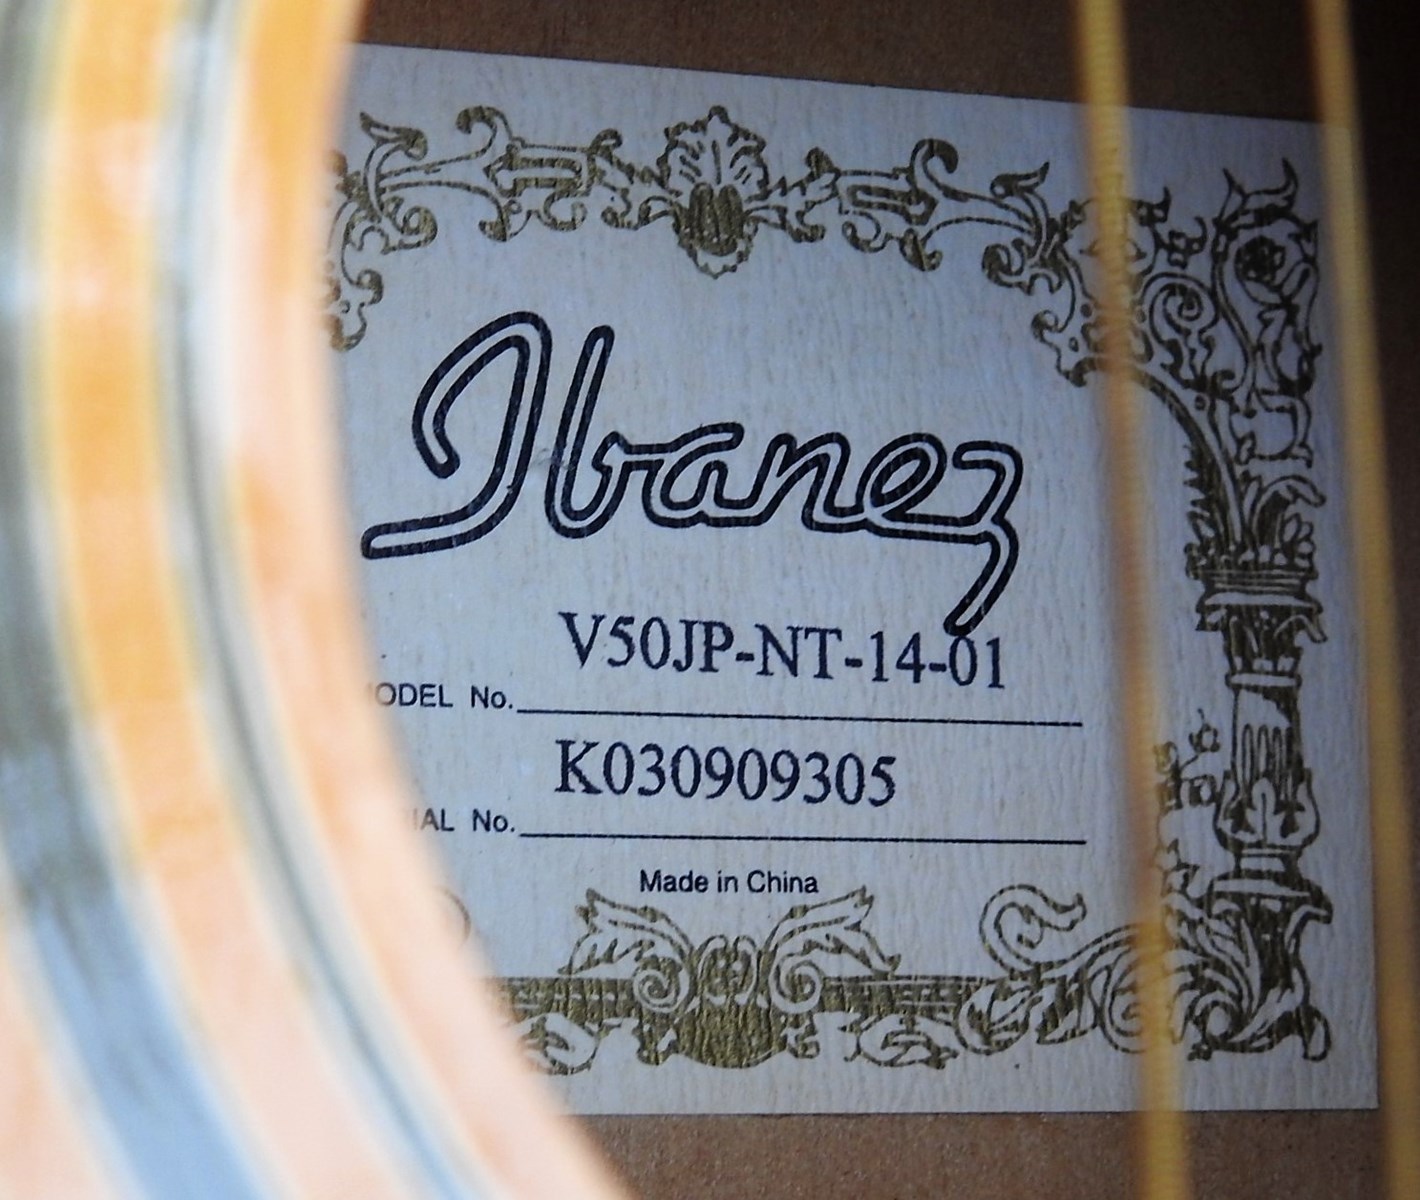 Ibanez
V50JP-NT-14-01
ODEL No.
K030909305
IAL No.
Made in China